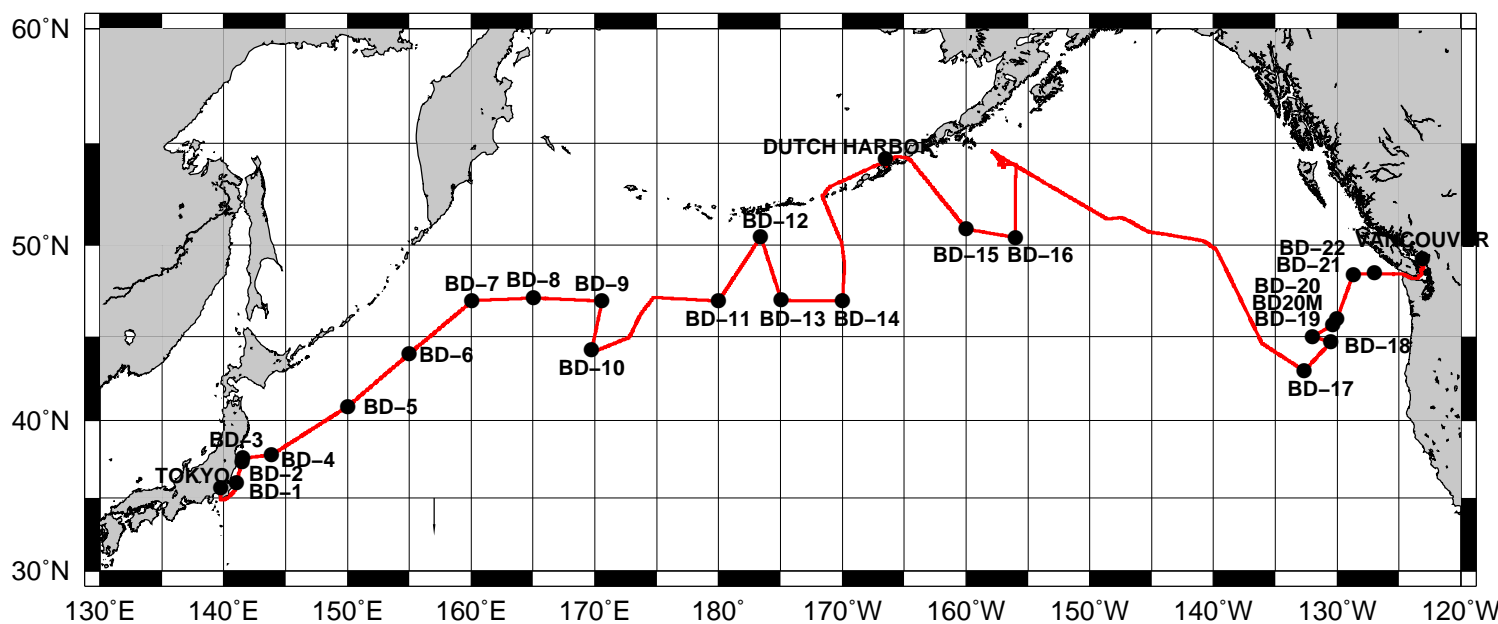 60˚N
50˚N
40˚N
30˚N
DUTCH HARBOR
BD−12
VANCOUVER
BD−22
BD−15
BD−16
BD−21
BD−7
BD−8
BD−9
BD−20
BD20M
BD−11
BD−13
BD−14
BD−19
BD−18
BD−6
BD−10
BD−17
BD−5
BD−3
BD−4
TOKYO
BD−2
BD−1
130˚E
140˚E
150˚E
160˚E
170˚E
180˚
170˚W
160˚W
150˚W
140˚W
130˚W
120˚W